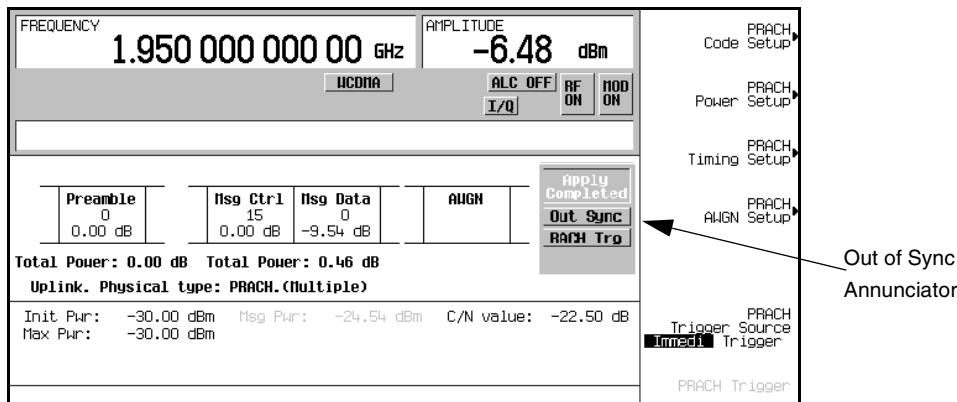 FREQUENCY
1.950 000 000 00 GHz
AMPLITUDE
-6.48 dBm
WCDMA
ALC OFF
I/Q
RF ON
MOD ON
Preamble
0
0.00 dB
Msg Ctrl
15
0.00 dB
Msg Data
0
-9.54 dB
AWGN
Apply Completed
Out Sync
RACH Trg
Total Power: 0.00 dB Total Power: 0.46 dB
Uplink. Physical type: PRACH.(Multiple)
Init Pwr: -30.00 dBm Msg Pwr: -24.54 dBm C/N value: -22.50 dB
Max Pwr: -30.00 dBm
PRACH
Code Setup
PRACH
Power Setup
PRACH
Timing Setup
PRACH
AWGN Setup
PRACH
Trigger Source
Immedi Trigger
PRACH Trigger
Out of Sync
Annunciator